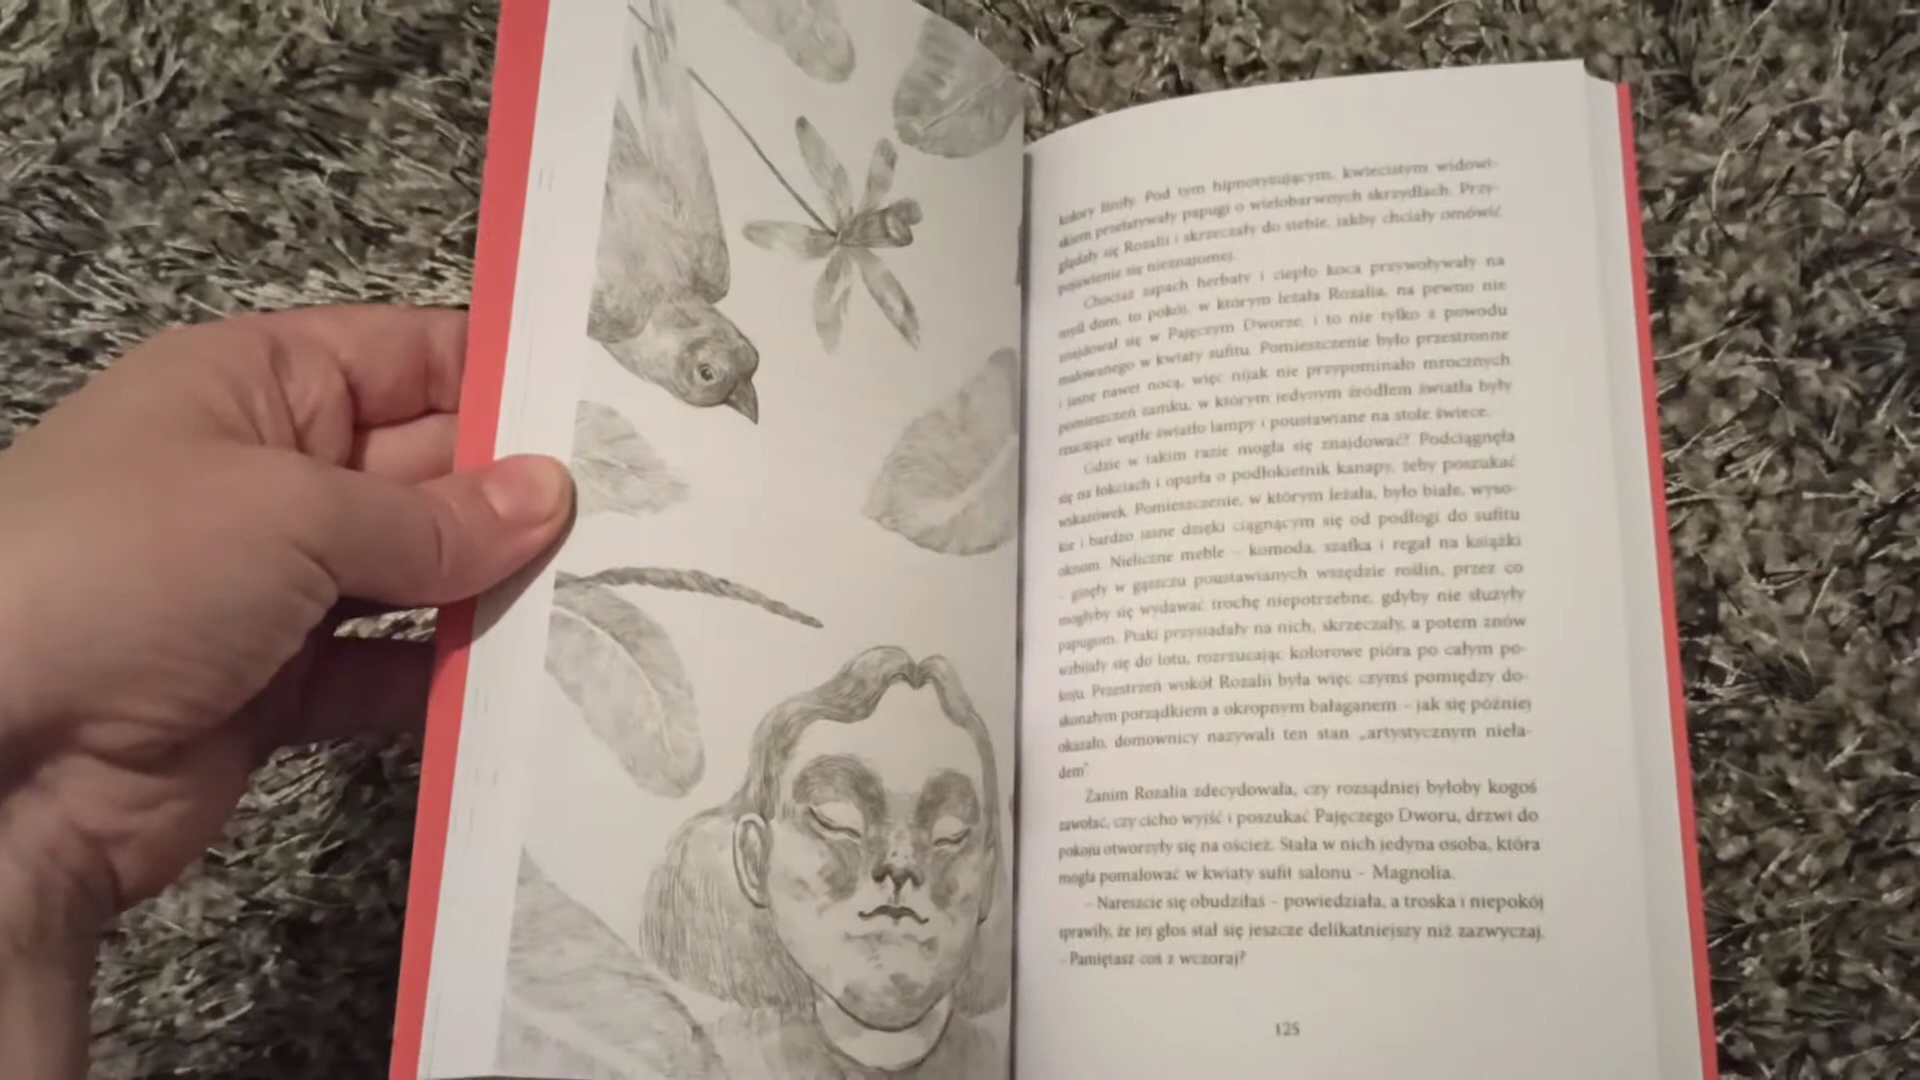 kolory lśniły. Pod tym hipnotyzującym, kwiecistym widowi-
skiem przelatywały papugi o wielobarwnych skrzydłach. Przy-
glądały się Rozalii i skrzeczały do siebie, jakby chciały omówić
pojawienie się nieznajomej.
Chociaż zapach herbaty i ciepło koca przywoływały na
myśl dom, to pokój, w którym leżała Rozalia, na pewno nie
znajdował się w Pajęczym Dworze, i to nie tylko z powodu
malowanego w kwiaty sufitu. Pomieszczenie było przestronne
i jasne nawet nocą, więc nijak nie przypominało mrocznych
pomieszczeń zamku, w którym jedynym źródłem światła były
rzucające wątłe światło lampy i poustawiane na stole świece.
Gdzie w takim razie mogła się znajdować? Podciągnęła
się na łokciach i oparła o podłokietnik kanapy, żeby poszukać
wskazówek. Pomieszczenie, w którym leżała, było białe, wyso-
kie i bardzo jasne dzięki ciągnącym się od podłogi do sufitu
oknom. Nieliczne meble – komoda, szafka i regał na książki
– ginęły w gąszczu poustawianych wszędzie roślin, przez co
mogłyby się wydawać trochę niepotrzebne, gdyby nie służyły
papugom. Ptaki przysiadały na nich, skrzeczały, a potem znów
wzbijały się do lotu, rozrzucając kolorowe pióra po całym po-
koju. Przestrzeń wokół Rozalii była więc czymś pomiędzy do-
skonałym porządkiem a okropnym bałaganem – jak się później
okazało, domownicy nazywali ten stan „artystycznym nieła-
dem”.
Zanim Rozalia zdecydowała, czy rozsądniej byłoby kogoś
zawołać, czy cicho wyjść i poszukać Pajęczego Dworu, drzwi do
pokoju otworzyły się na oścież. Stała w nich jedyna osoba, która
mogła pomalować w kwiaty sufit salonu – Magnolia.
– Nareszcie się obudziłaś – powiedziała, a troska i niepokój
sprawiły, że jej głos stał się jeszcze delikatniejszy niż zazwyczaj.
– Pamiętasz coś z wczoraj?
125